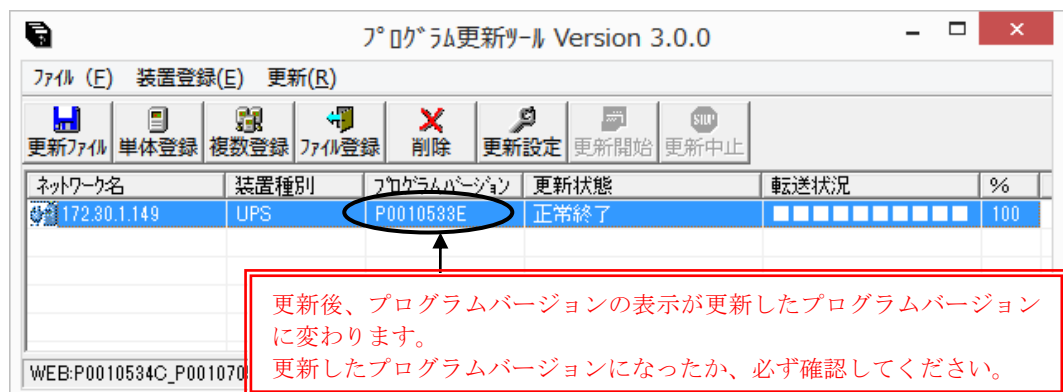 プログラム更新ツール Version 3.0.0
ファイル (F) 装置登録(E) 更新(R)
更新ファイル 単体登録 複数登録 ファイル登録 削除 更新設定 更新開始 更新中止
ネットワーク名 装置種別 プログラムバージョン 更新状態 転送状況 %
172.30.1.149 UPS P0010533E 正常終了 100
更新後、プログラムバージョンの表示が更新したプログラムバージョン
に変わります。
更新したプログラムバージョンになったか、必ず確認してください。
WEB:P0010534C_P00107